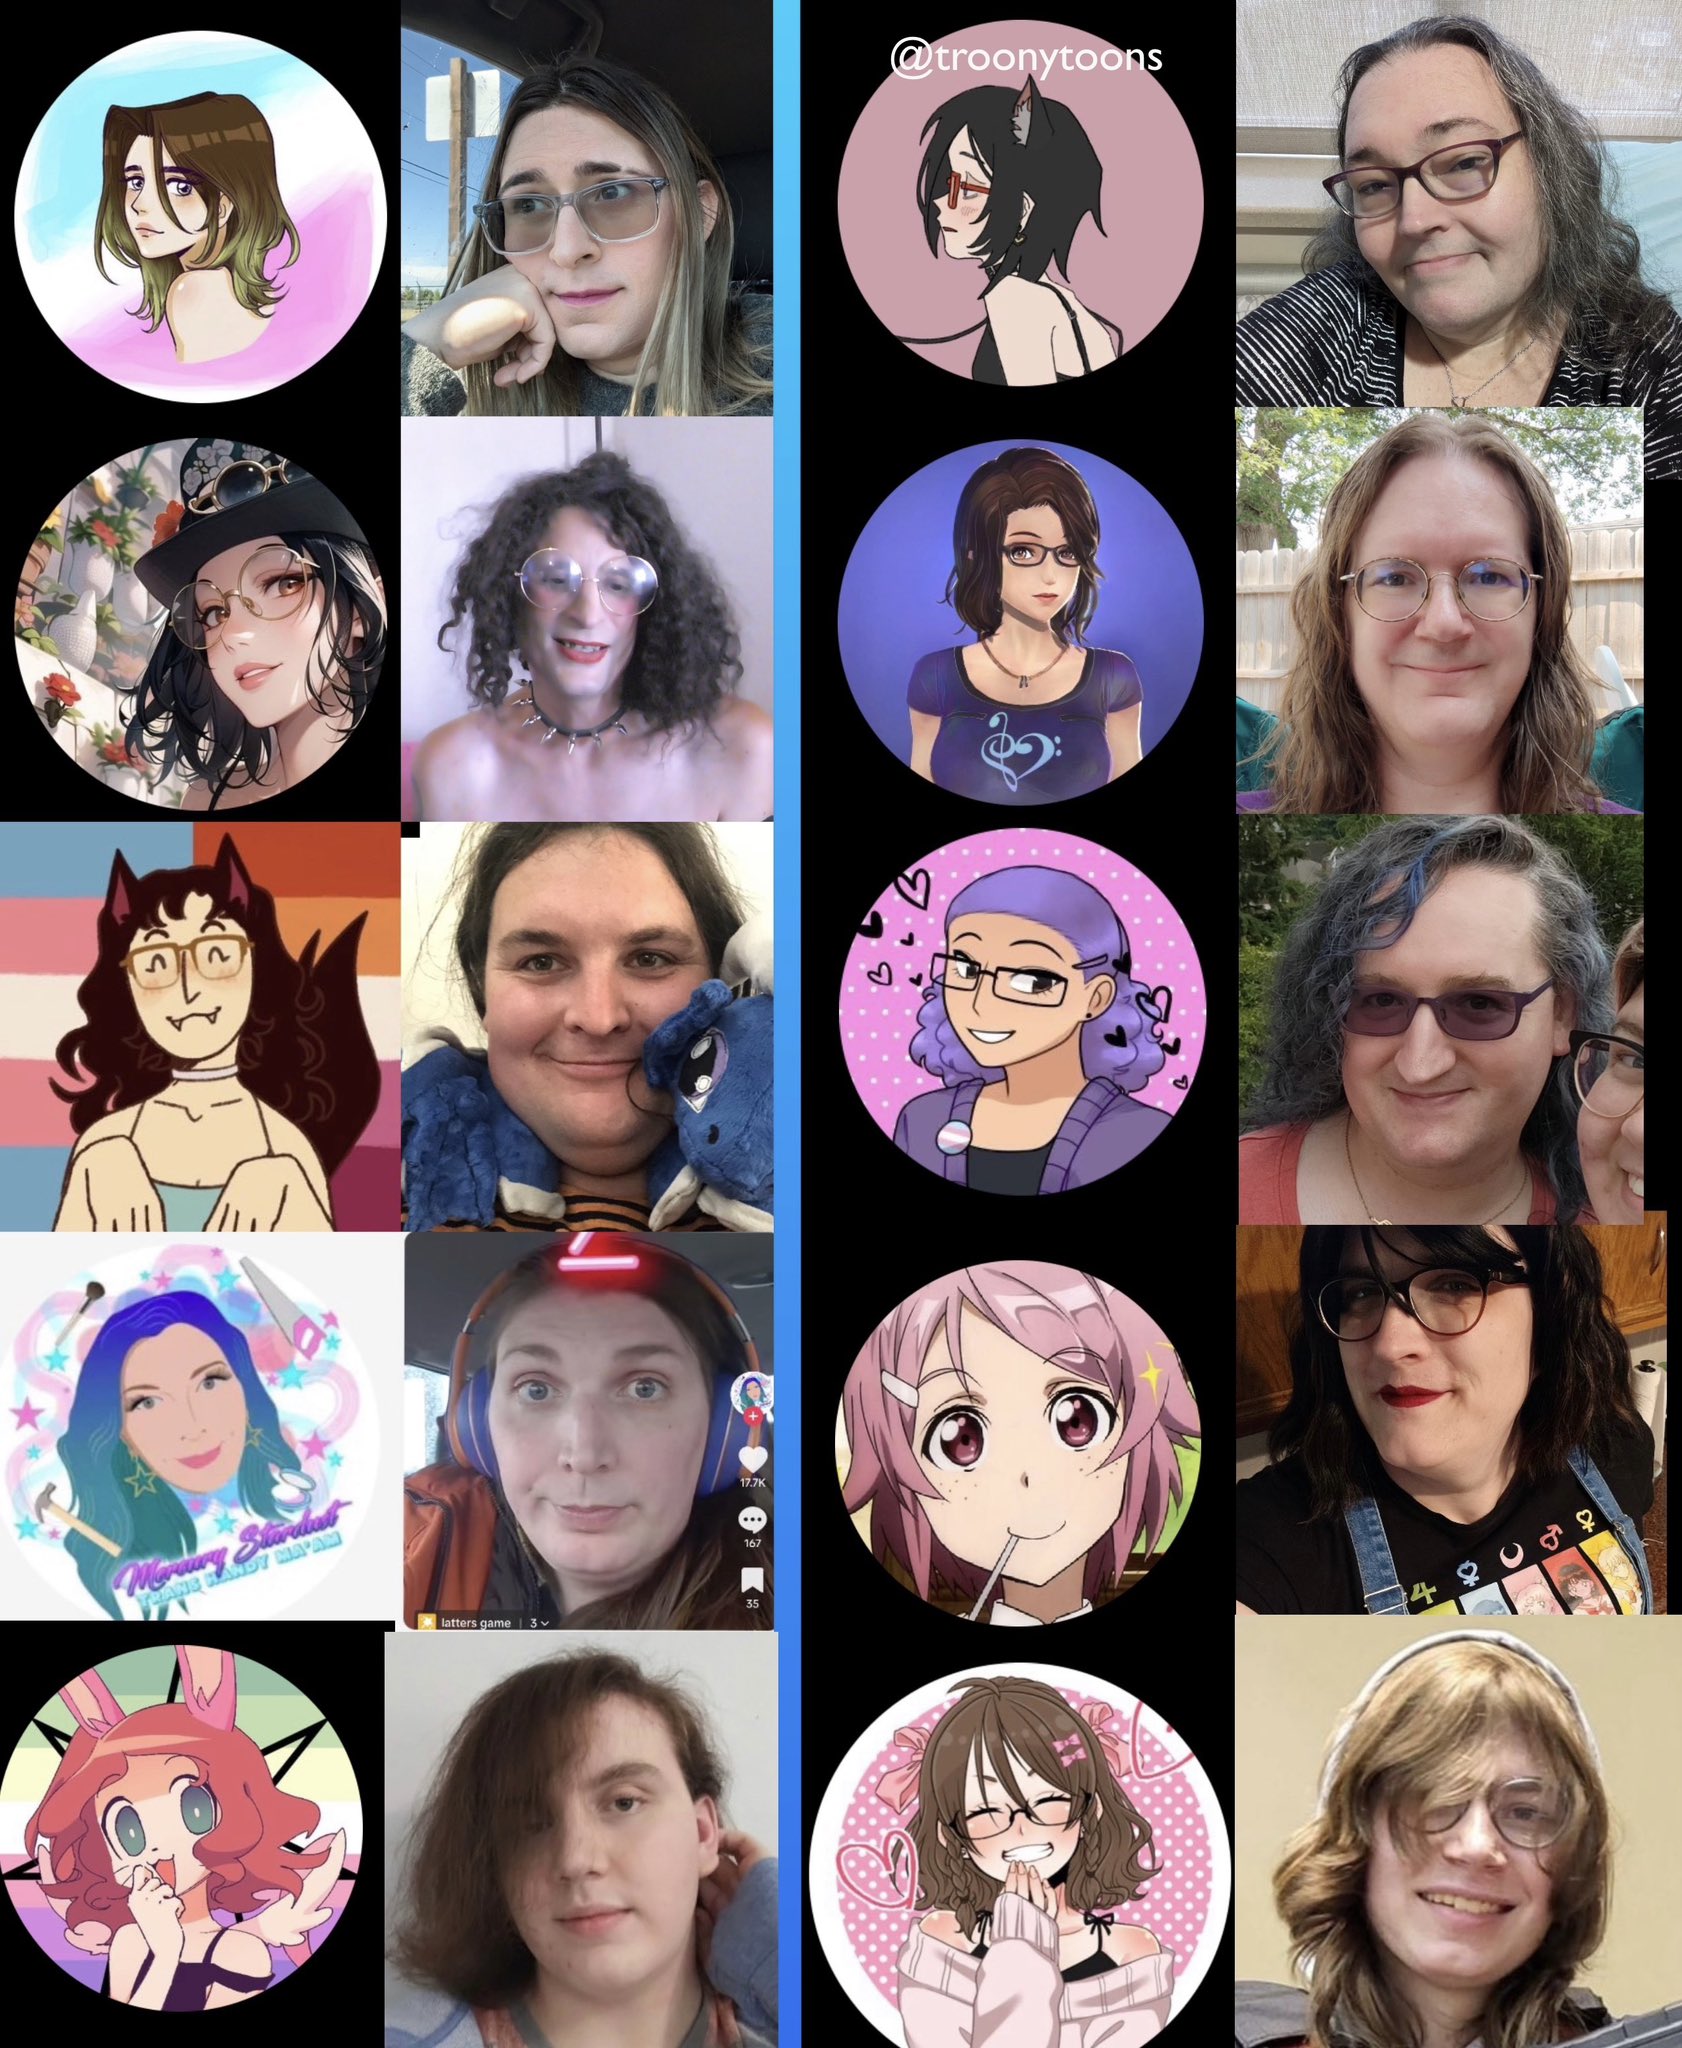 @troonytoons
Mercury Stardust
TRANS HANDY MA'AM
17.7K
167
35
latters game | 3